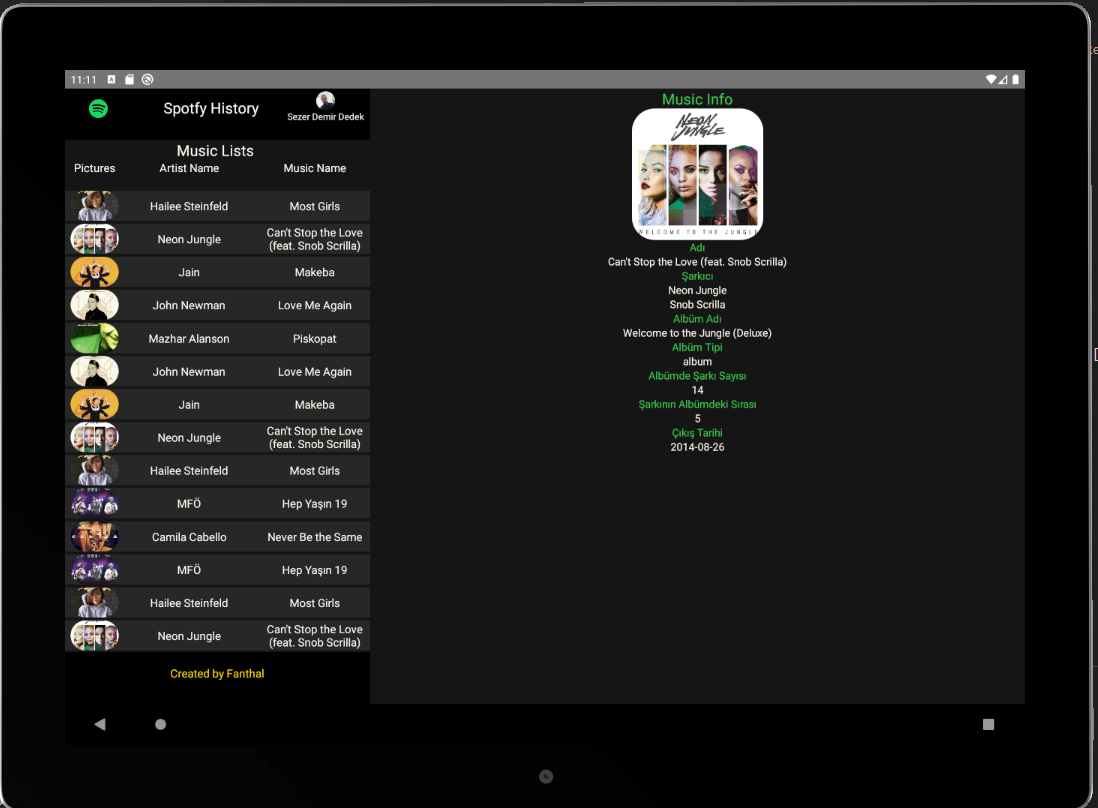 11:11
Spotfy History
Sezer Demir Dedek
Music Lists
Pictures Artist Name Music Name
Hailee Steinfeld Most Girls
Neon Jungle Can't Stop the Love
(feat. Snob Scrilla)
Jain Makeba
John Newman Love Me Again
Mazhar Alanson Piskopat
John Newman Love Me Again
Jain Makeba
Neon Jungle Can't Stop the Love
(feat. Snob Scrilla)
Hailee Steinfeld Most Girls
MFÖ Hep Yaşın 19
Camila Cabello Never Be the Same
MFÖ Hep Yaşın 19
Hailee Steinfeld Most Girls
Neon Jungle Can't Stop the Love
(feat. Snob Scrilla)
Created by Fanthal
Music Info
NEON
JUNGLE
WELCOME TO THE JUNGLE
Adı
Can't Stop the Love (feat. Snob Scrilla)
Şarkıcı
Neon Jungle
Snob Scrilla
Albüm Adı
Welcome to the Jungle (Deluxe)
Albüm Tipi
album
Albümde Şarkı Sayısı
14
Şarkının Albümdeki Sırası
5
Çıkış Tarihi
2014-08-26